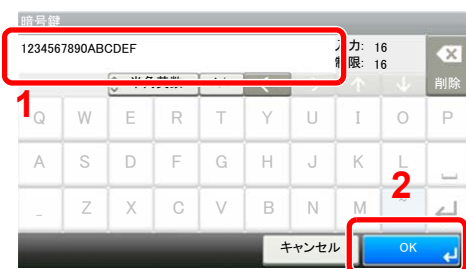 暗号鍵
1234567890ABCDEF
入力: 16
制限: 16
削除
1
Q W E R T Y U I O P
2
A S D F G H J K L
_ Z X C V B N M ~
キャンセル
OK